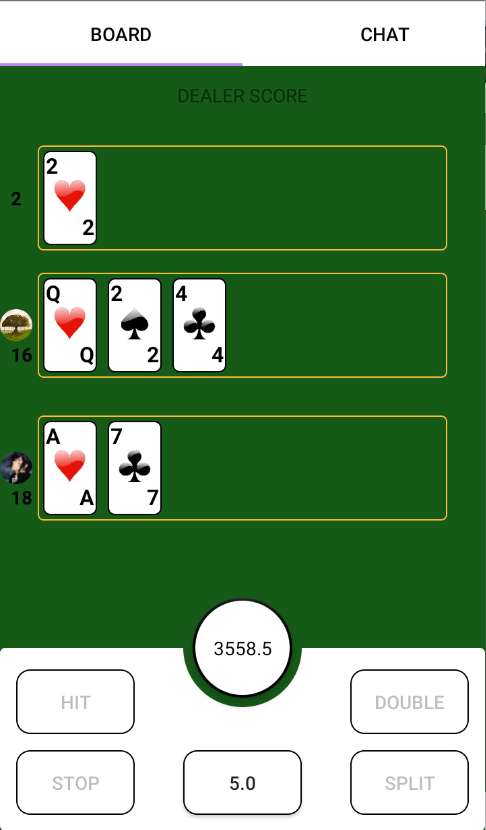 BOARD CHAT
DEALER SCORE
2
2
2
Q 2 4
Q 2 4
16
A 7
A 7
18
3558.5
HIT DOUBLE
STOP 5.0 SPLIT